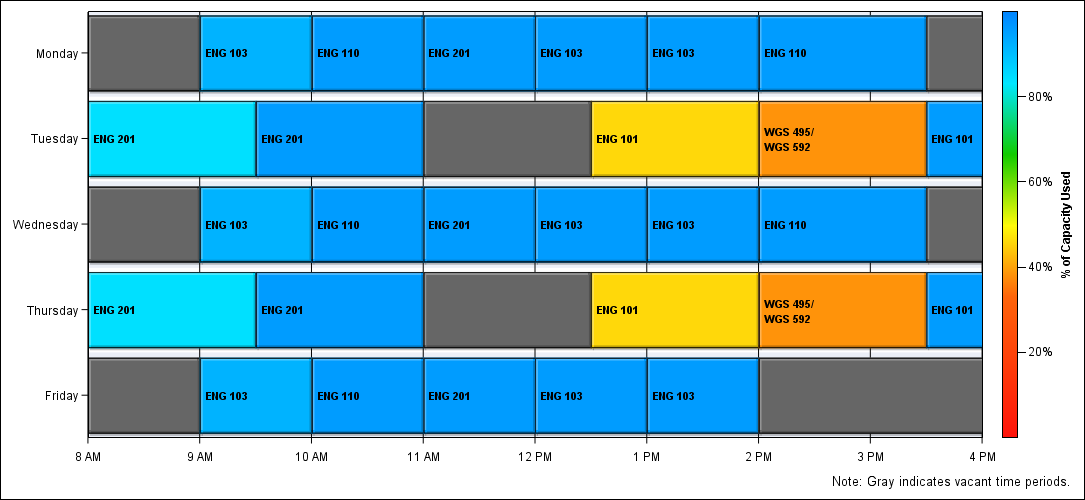 Monday
ENG 103
ENG 110
ENG 201
ENG 103
ENG 103
ENG 110
Tuesday
ENG 201
ENG 201
ENG 101
WGS 495/
WGS 592
ENG 101
Wednesday
ENG 103
ENG 110
ENG 201
ENG 103
ENG 103
ENG 110
Thursday
ENG 201
ENG 201
ENG 101
WGS 495/
WGS 592
ENG 101
Friday
ENG 103
ENG 110
ENG 201
ENG 103
ENG 103
8 AM
9 AM
10 AM
11 AM
12 PM
1 PM
2 PM
3 PM
4 PM
80%
60%
40%
20%
% of Capacity Used
Note: Gray indicates vacant time periods.